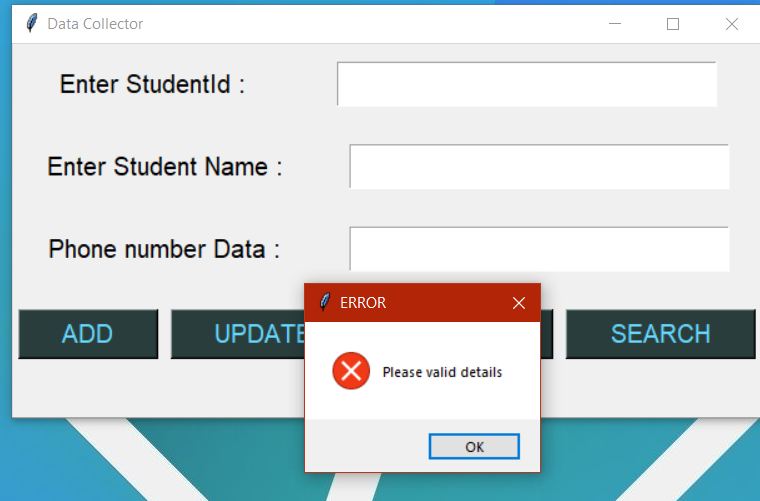 Data Collector
Enter StudentId :
Enter Student Name :
Phone number Data :
ERROR
ADD UPDATE SEARCH
Please valid details
OK